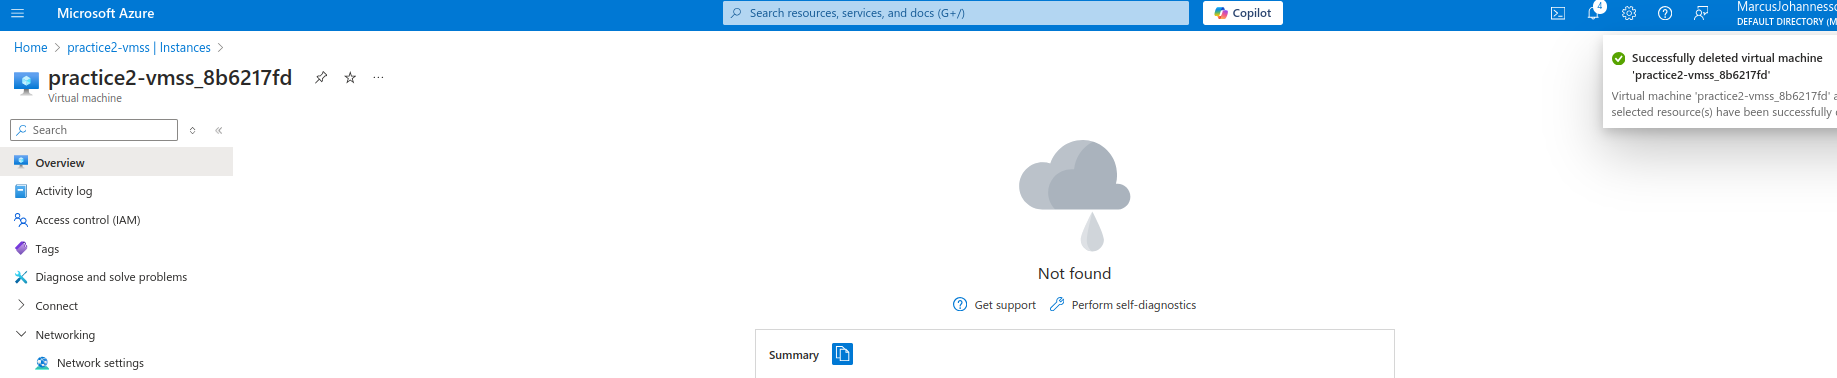 Microsoft Azure
Search resources, services, and docs (G+/)
Copilot
4
MarcusJohannesso
DEFAULT DIRECTORY (M
Home > practice2-vmss | Instances >
practice2-vmss_8b6217fd
Virtual machine
Successfully deleted virtual machine
'practice2-vmss_8b6217fd'
Virtual machine 'practice2-vmss_8b6217fd' a
selected resource(s) have been successfully
Search
Overview
Activity log
Access control (IAM)
Tags
Diagnose and solve problems
Connect
Networking
Network settings
Not found
Get support
Perform self-diagnostics
Summary